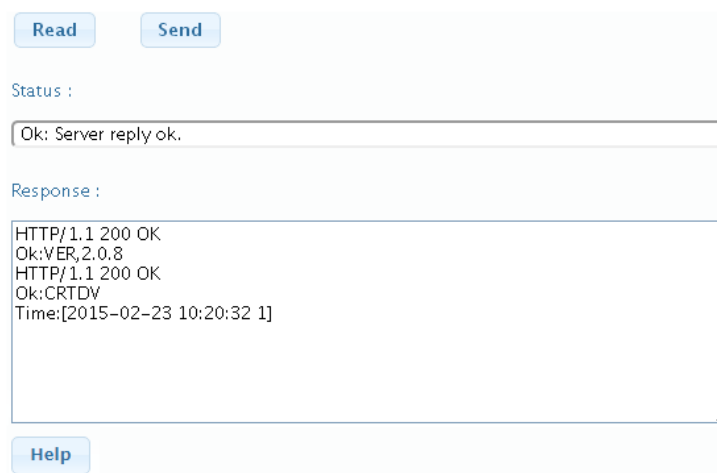 Read Send
Status :
Ok: Server reply ok.
Response :
HTTP/1.1 200 OK
Ok:VER,2.0.8
HTTP/1.1 200 OK
Ok:CRTDV
Time:[2015-02-23 10:20:32 1]
Help